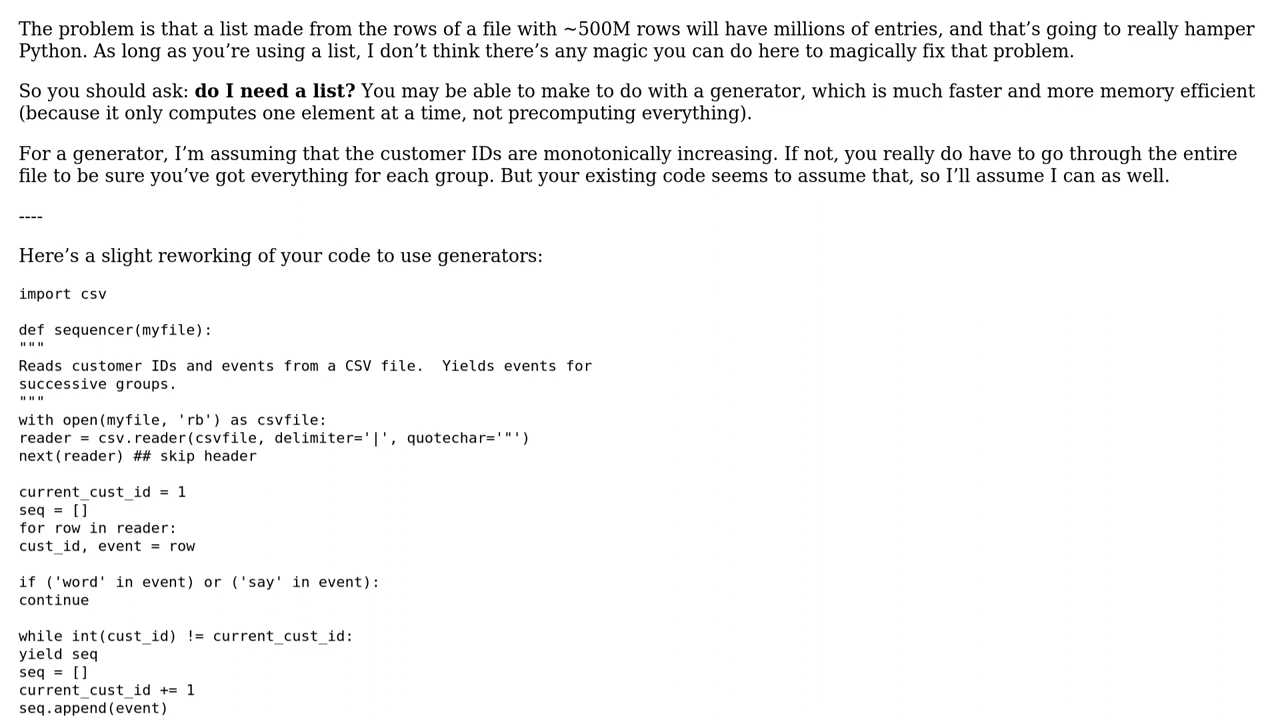 The problem is that a list made from the rows of a file with ~500M rows will have millions of entries, and that’s going to really hamper
Python. As long as you’re using a list, I don’t think there’s any magic you can do here to magically fix that problem.
So you should ask: do I need a list? You may be able to make to do with a generator, which is much faster and more memory efficient
(because it only computes one element at a time, not precomputing everything).
For a generator, I’m assuming that the customer IDs are monotonically increasing. If not, you really do have to go through the entire
file to be sure you’ve got everything for each group. But your existing code seems to assume that, so I’ll assume I can as well.
----
Here’s a slight reworking of your code to use generators:
import csv
def sequencer(myfile):
"""
Reads customer IDs and events from a CSV file.  Yields events for
successive groups.
"""
with open(myfile, 'rb') as csvfile:
reader = csv.reader(csvfile, delimiter='|', quotechar='"')
next(reader) ## skip header
current_cust_id = 1
seq = []
for row in reader:
cust_id, event = row
if ('word' in event) or ('say' in event):
continue
while int(cust_id) != current_cust_id:
yield seq
seq = []
current_cust_id += 1
seq.append(event)